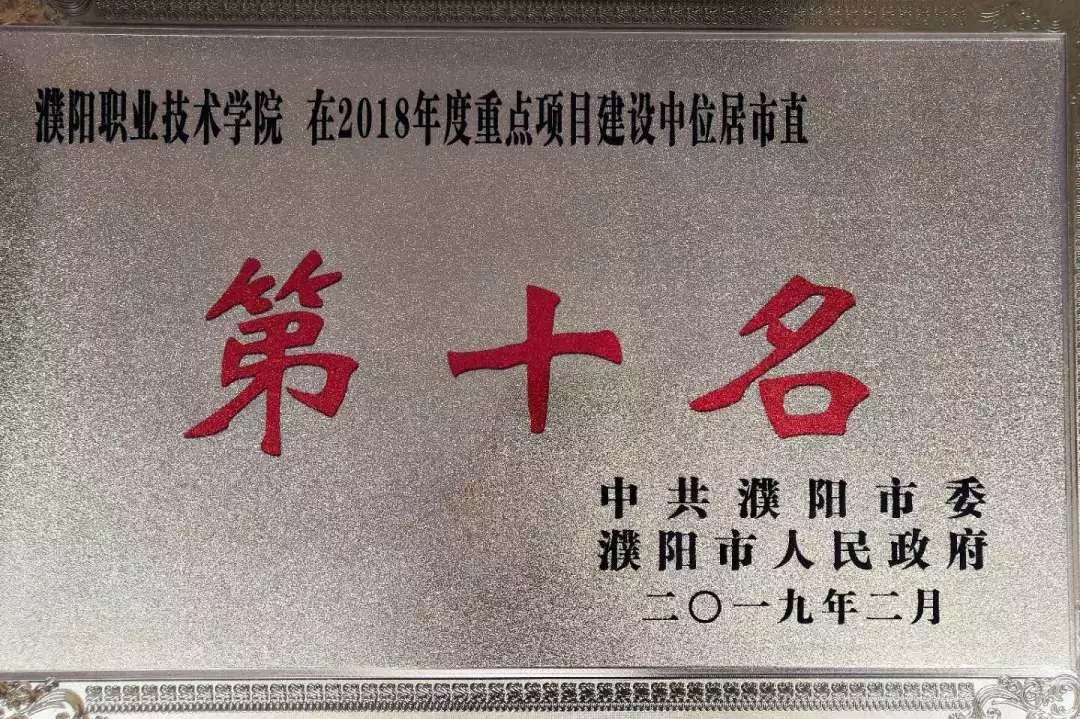 濮阳职业技术学院 在2018年度重点项目建设中位居市直
第十名
中共濮阳市委
濮阳市人民政府
二〇一九年二月